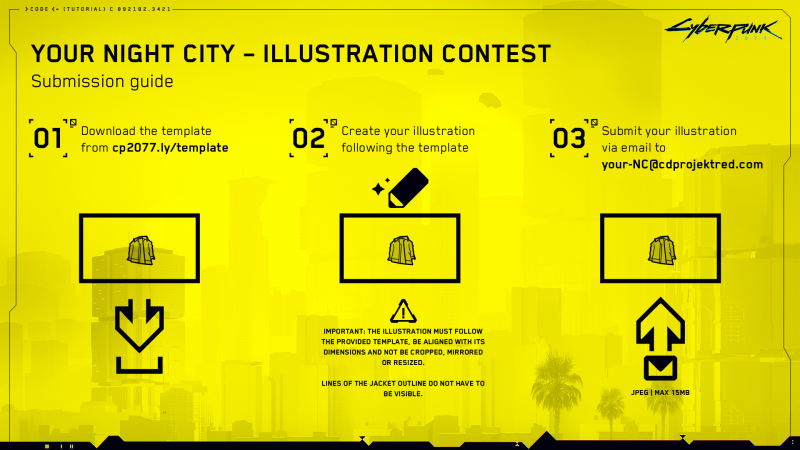 CODE (TUTORIAL) C 892182.3421
Cyberpunk
2077
YOUR NIGHT CITY – ILLUSTRATION CONTEST
Submission guide
01
Download the template
from cp2077.ly/template
02
Create your illustration
following the template
03
Submit your illustration
via email to
your-NC@cdprojektred.com
IMPORTANT: THE ILLUSTRATION MUST FOLLOW
THE PROVIDED TEMPLATE, BE ALIGNED WITH ITS
DIMENSIONS AND NOT BE CROPPED, MIRRORED
OR RESIZED.
LINES OF THE JACKET OUTLINE DO NOT HAVE TO
BE VISIBLE.
JPEG | MAX 15MB